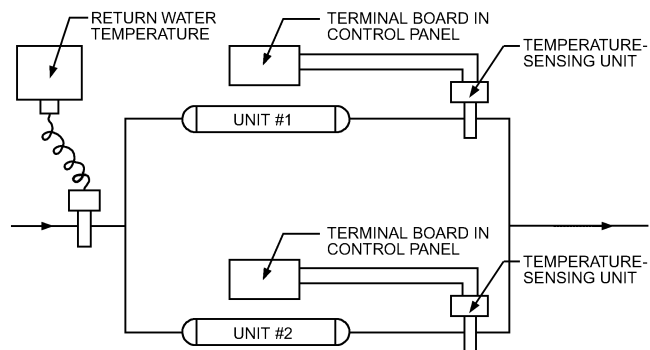 RETURN WATER
TEMPERATURE
TERMINAL BOARD IN
CONTROL PANEL
TEMPERATURE-
SENSING UNIT
UNIT #1
TERMINAL BOARD IN
CONTROL PANEL
TEMPERATURE-
SENSING UNIT
UNIT #2